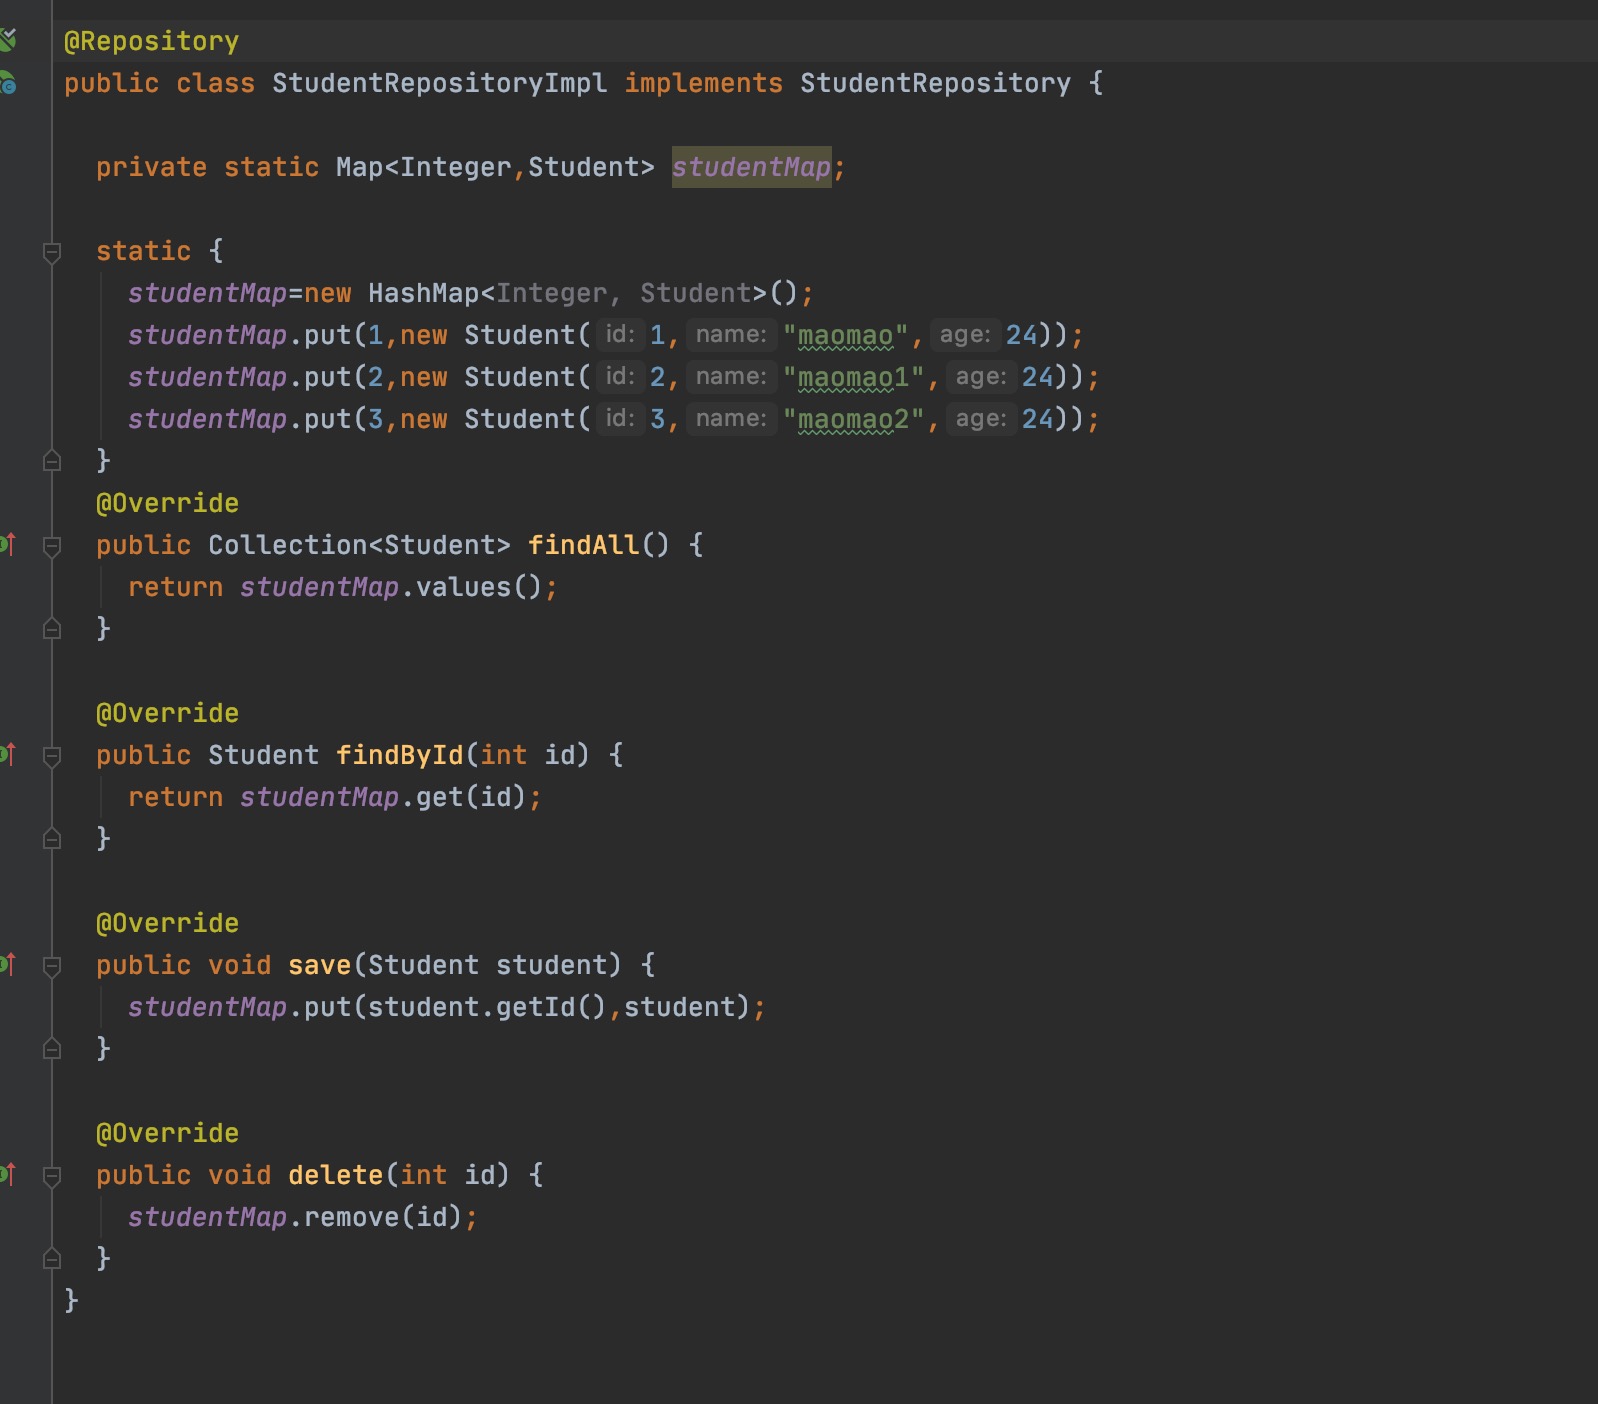 @Repository
public class StudentRepositoryImpl implements StudentRepository {
private static Map<Integer,Student> studentMap;
static {
studentMap=new HashMap<Integer, Student>();
studentMap.put(1,new Student( id: 1, name: "maomao", age: 24));
studentMap.put(2,new Student( id: 2, name: "maomao1", age: 24));
studentMap.put(3,new Student( id: 3, name: "maomao2", age: 24));
}
@Override
public Collection<Student> findAll() {
return studentMap.values();
}
@Override
public Student findById(int id) {
return studentMap.get(id);
}
@Override
public void save(Student student) {
studentMap.put(student.getId(),student);
}
@Override
public void delete(int id) {
studentMap.remove(id);
}
}